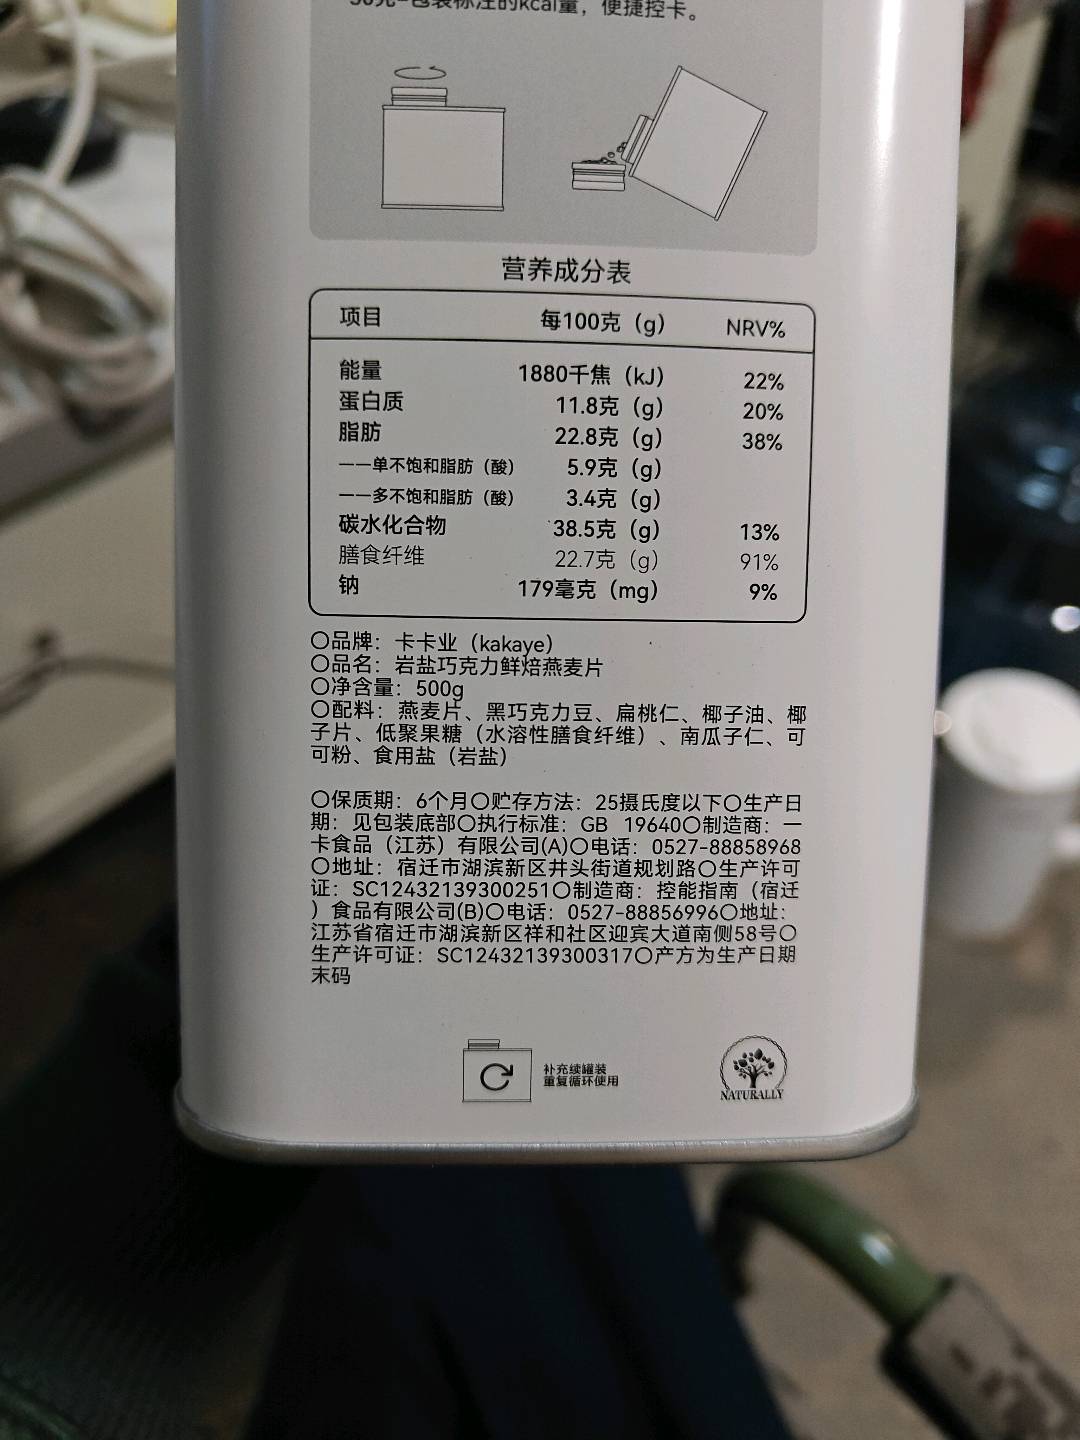 50克=包装标注的kcal量，便捷控卡。
营养成分表
项目 每100克（g） NRV%
能量 1880千焦（kJ） 22%
蛋白质 11.8克（g） 20%
脂肪 22.8克（g） 38%
——单不饱和脂肪（酸） 5.9克（g）
——多不饱和脂肪（酸） 3.4克（g）
碳水化合物 38.5克（g） 13%
膳食纤维 22.7克（g） 91%
钠 179毫克（mg） 9%
〇品牌：卡卡业（kakaye）
〇品名：岩盐巧克力鲜焙燕麦片
〇净含量：500g
〇配料：燕麦片、黑巧克力豆、扁桃仁、椰子油、椰
子片、低聚果糖（水溶性膳食纤维）、南瓜子仁、可
可粉、食用盐（岩盐）
〇保质期：6个月〇贮存方法：25摄氏度以下〇生产日
期：见包装底部〇执行标准：GB 19640〇制造商：一
卡食品（江苏）有限公司(A)〇电话：0527-88858968
〇地址：宿迁市湖滨新区井头街道规划路〇生产许可
证：SC12432139300251〇制造商：控能指南（宿迁
）食品有限公司(B)〇电话：0527-88856996〇地址：
江苏省宿迁市湖滨新区祥和社区迎宾大道南侧58号〇
生产许可证：SC12432139300317〇产方为生产日期
末码
补充续罐装
重复循环使用
NATURALLY